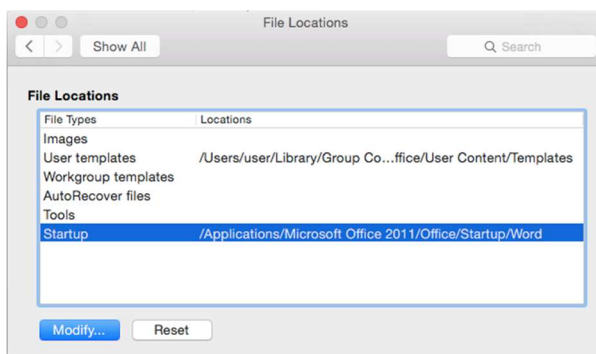 File Locations
Show All
Search
File Locations
File Types Locations
Images
User templates /Users/user/Library/Group Co...ffice/User Content/Templates
Workgroup templates
AutoRecover files
Tools
Startup /Applications/Microsoft Office 2011/Office/Startup/Word
Modify... Reset